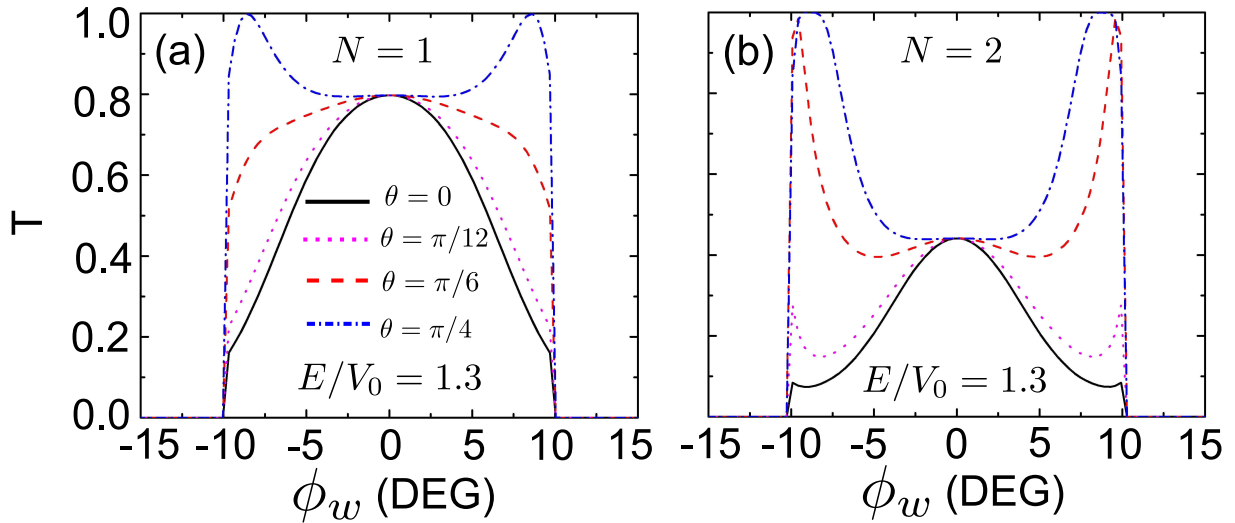 (a) N = 1
1.0
0.8
0.6
0.4
0.2
0.0
T
θ = 0
θ = π/12
θ = π/6
θ = π/4
E/V₀ = 1.3
-15 -10 -5 0 5 10 15
ϕ_w (DEG)
(b) N = 2
E/V₀ = 1.3
-15 -10 -5 0 5 10 15
ϕ_w (DEG)